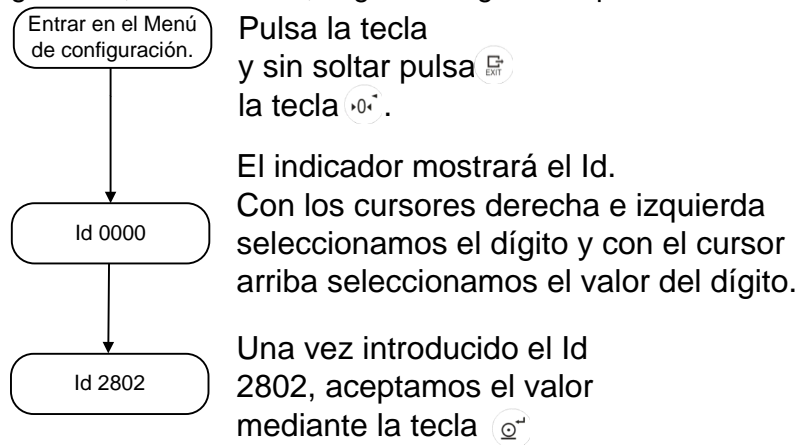 Entrar en el Menú
de configuración.
Pulsa la tecla
y sin soltar pulsa EXIT
la tecla →0←.
El indicador mostrará el Id.
Id 0000
Con los cursores derecha e izquierda
seleccionamos el dígito y con el cursor
arriba seleccionamos el valor del dígito.
Id 2802
Una vez introducido el Id
2802, aceptamos el valor
mediante la tecla